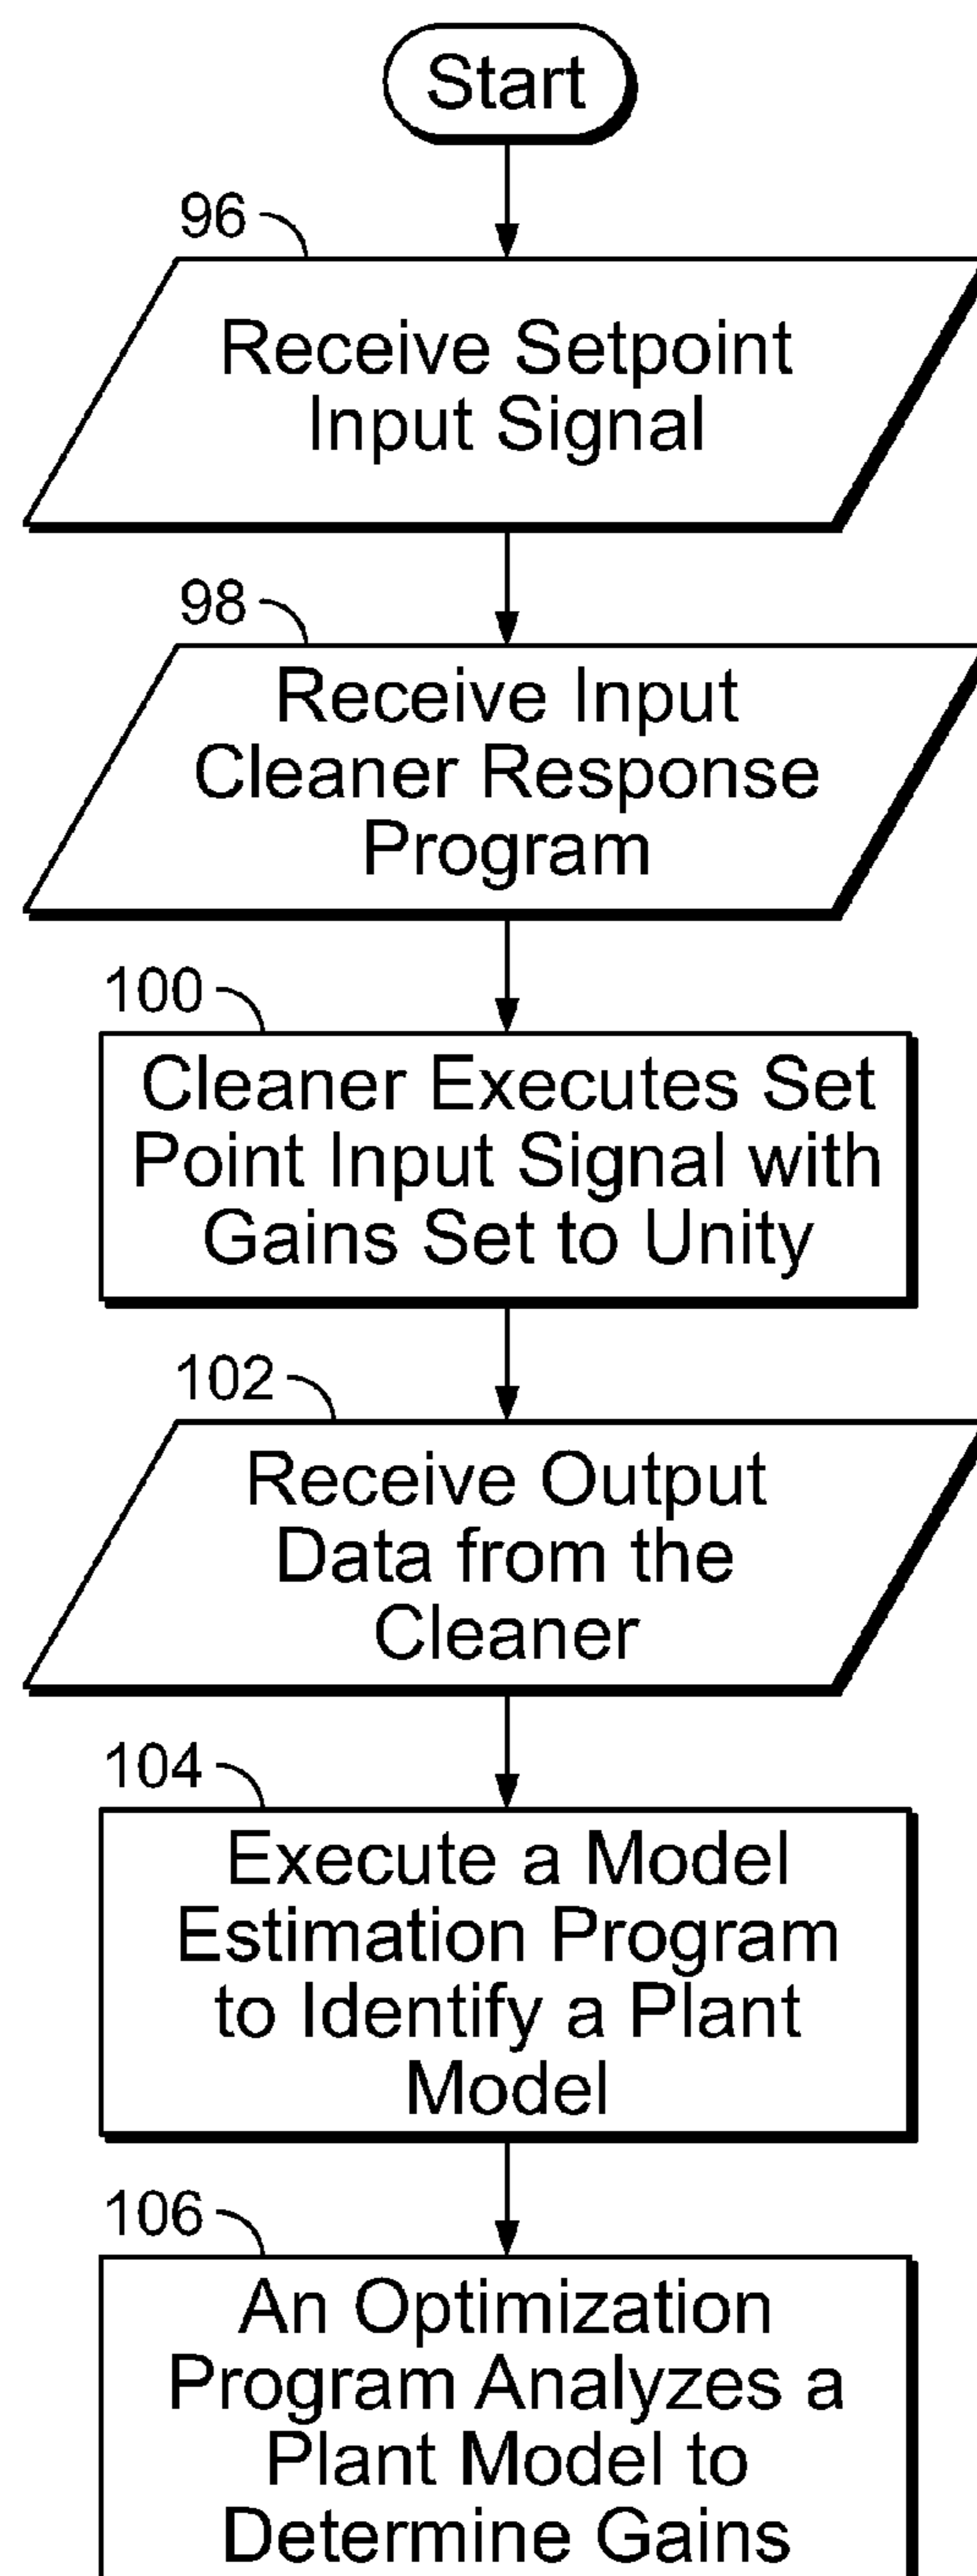 Start
96
Receive Setpoint
Input Signal
98
Receive Input
Cleaner Response
Program
100
Cleaner Executes Set
Point Input Signal with
Gains Set to Unity
102
Receive Output
Data from the
Cleaner
104
Execute a Model
Estimation Program
to Identify a Plant
Model
106
An Optimization
Program Analyzes a
Plant Model to
Determine Gains